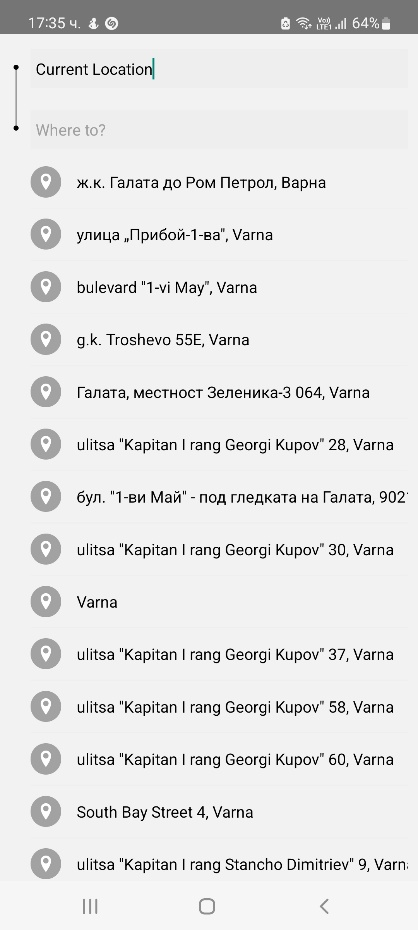 17:35 ч.
Vo))
LTE1
64%
Current Location
Where to?
ж.к. Галата до Ром Петрол, Варна
улица „Прибой-1-ва", Varna
bulevard "1-vi May", Varna
g.k. Troshevo 55E, Varna
Галата, местност Зеленика-3 064, Varna
ulitsa "Kapitan I rang Georgi Kupov" 28, Varna
бул. "1-ви Май" - под гледката на Галата, 902
ulitsa "Kapitan I rang Georgi Kupov" 30, Varna
Varna
ulitsa "Kapitan I rang Georgi Kupov" 37, Varna
ulitsa "Kapitan I rang Georgi Kupov" 58, Varna
ulitsa "Kapitan I rang Georgi Kupov" 60, Varna
South Bay Street 4, Varna
ulitsa "Kapitan I rang Stancho Dimitriev" 9, Varn